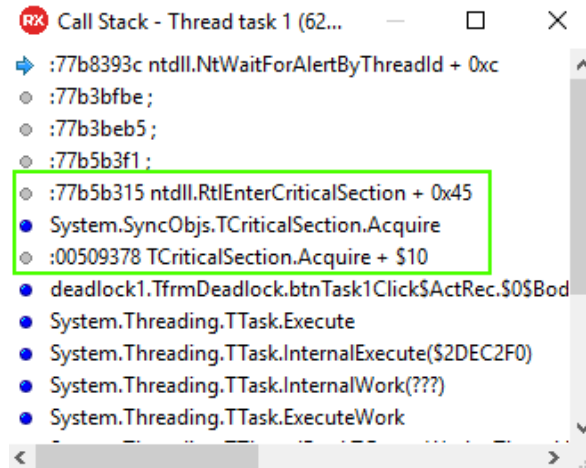 RX Call Stack - Thread task 1 (62...
:77b8393c ntdll.NtWaitForAlertByThreadId + 0xc
:77b3bfbe ;
:77b3beb5 ;
:77b5b3f1 ;
:77b5b315 ntdll.RtlEnterCriticalSection + 0x45
System.SyncObjs.TCriticalSection.Acquire
:00509378 TCriticalSection.Acquire + $10
deadlock1.TfrmDeadlock.btnTask1Click$ActRec.$0$Bod
System.Threading.TTask.Execute
System.Threading.TTask.InternalExecute($2DEC2F0)
System.Threading.TTask.InternalWork(???)
System.Threading.TTask.ExecuteWork